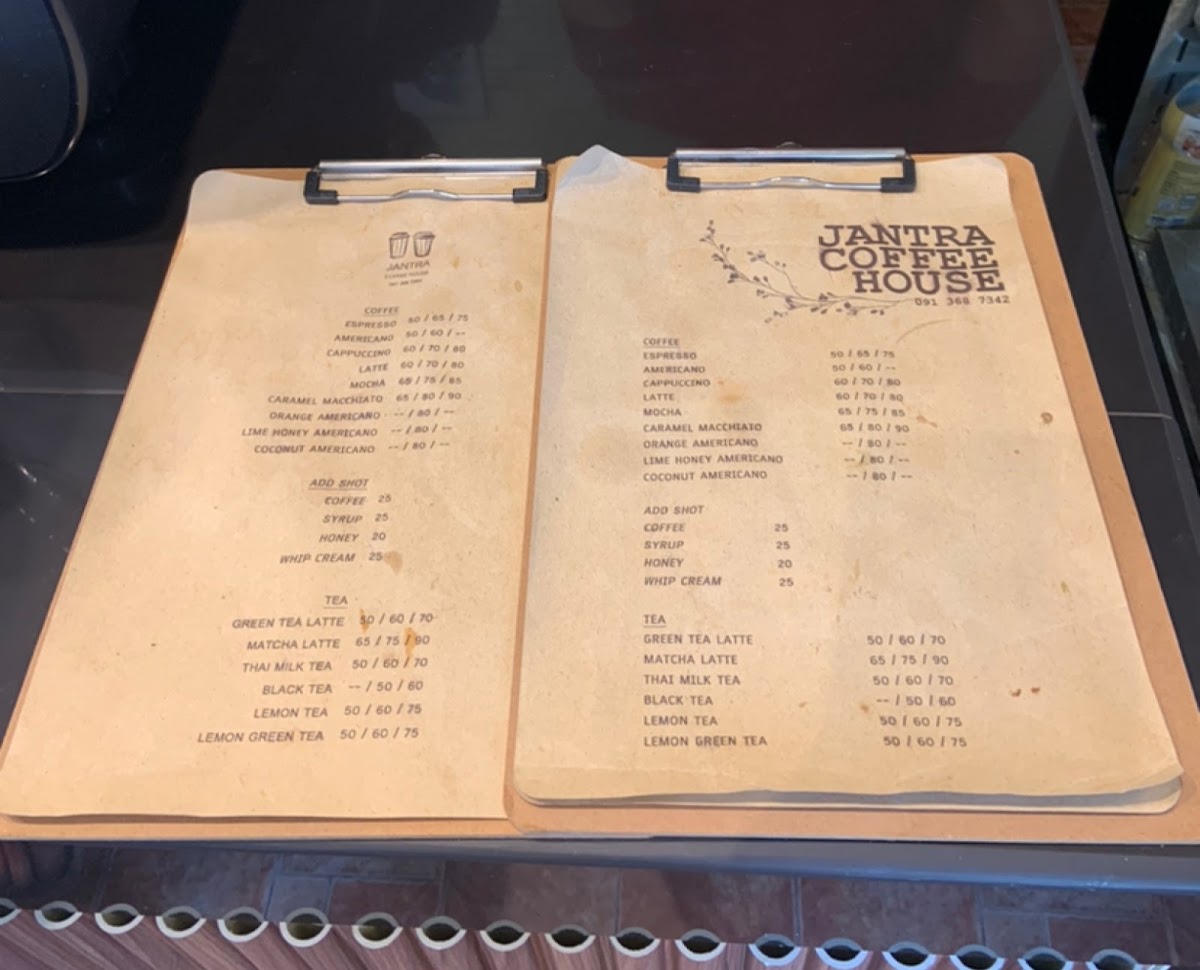 JANTRA
COFFEE HOUSE
COFFEE
ESPRESSO 50 / 65 / 75
AMERICANO 50 / 60 / --
CAPPUCCINO 60 / 70 / 80
LATTE 60 / 70 / 80
MOCHA 65 / 75 / 85
CARAMEL MACCHIATO 65 / 80 / 90
ORANGE AMERICANO -- / 80 / --
LIME HONEY AMERICANO -- / 80 / --
COCONUT AMERICANO -- / 80 / --
ADD SHOT
COFFEE 25
SYRUP 25
HONEY 20
WHIP CREAM 25
TEA
GREEN TEA LATTE 50 / 60 / 70
MATCHA LATTE 65 / 75 / 90
THAI MILK TEA 50 / 60 / 70
BLACK TEA -- / 50 / 60
LEMON TEA 50 / 60 / 75
LEMON GREEN TEA 50 / 60 / 75
JANTRA
COFFEE
HOUSE
091 368 7342
COFFEE
ESPRESSO 50 / 65 / 75
AMERICANO 50 / 60 / --
CAPPUCCINO 60 / 70 / 80
LATTE 60 / 70 / 80
MOCHA 65 / 75 / 85
CARAMEL MACCHIATO 65 / 80 / 90
ORANGE AMERICANO -- / 80 / --
LIME HONEY AMERICANO -- / 80 / --
COCONUT AMERICANO -- / 80 / --
ADD SHOT
COFFEE 25
SYRUP 25
HONEY 20
WHIP CREAM 25
TEA
GREEN TEA LATTE 50 / 60 / 70
MATCHA LATTE 65 / 75 / 90
THAI MILK TEA 50 / 60 / 70
BLACK TEA -- / 50 / 60
LEMON TEA 50 / 60 / 75
LEMON GREEN TEA 50 / 60 / 75